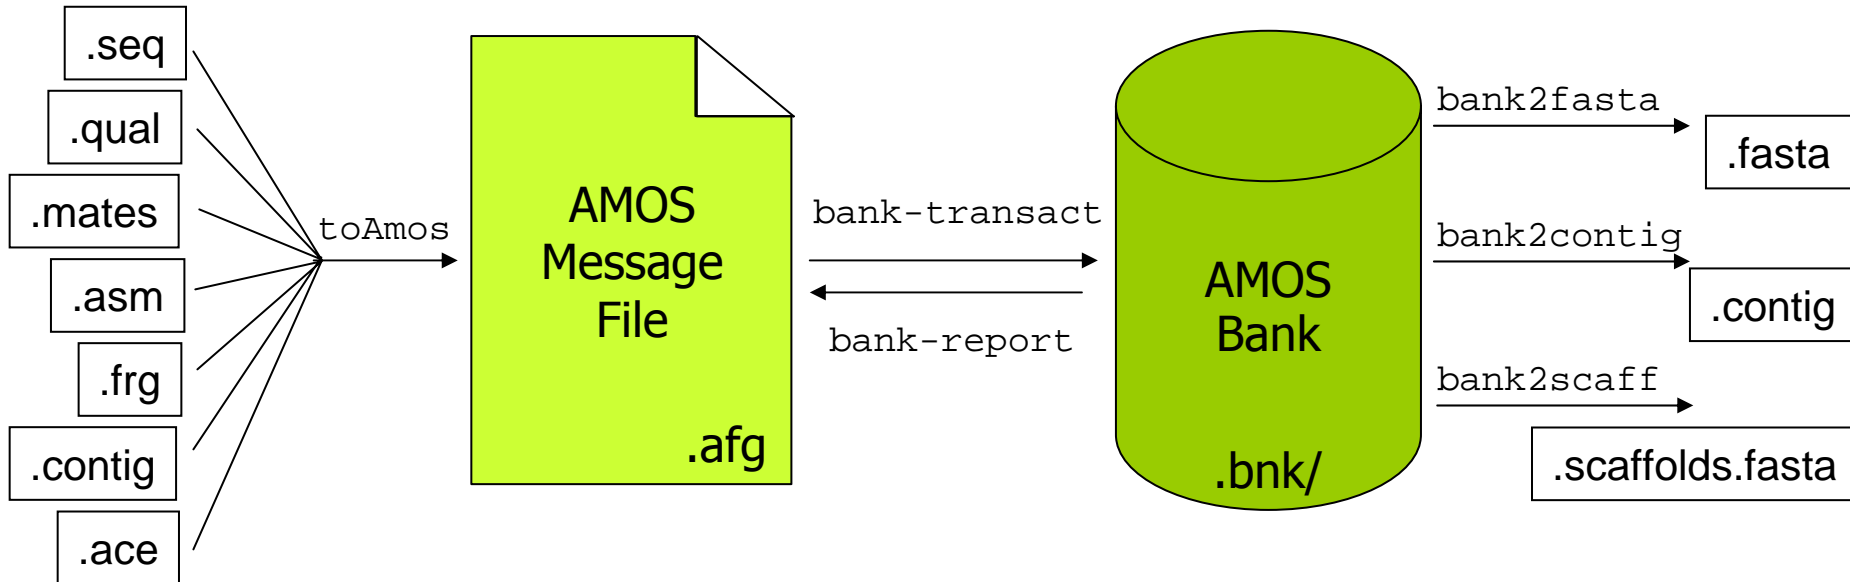 .seq
.qual
.mates
.asm
.frg
.contig
.ace
toAmos
AMOS
Message
File
.afg
bank-transact
bank-report
AMOS
Bank
.bnk/
bank2fasta
.fasta
bank2contig
.contig
bank2scaff
.scaffolds.fasta